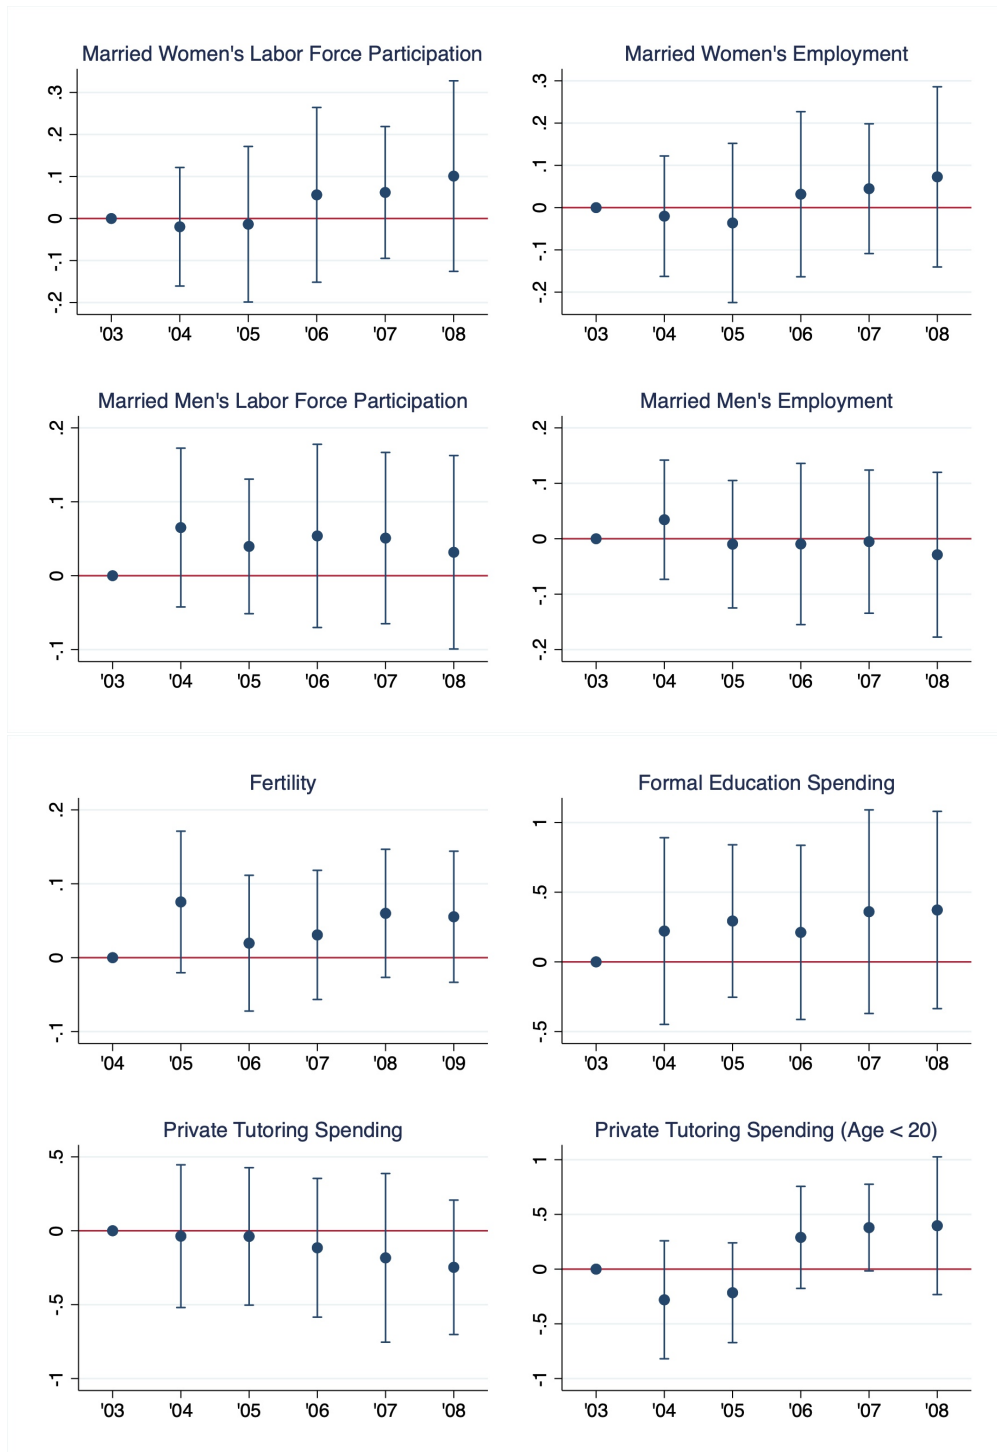 Married Women's Labor Force Participation
.3
.2
.1
0
-.1
-.2
'03 '04 '05 '06 '07 '08
Married Women's Employment
.3
.2
.1
0
-.1
-.2
'03 '04 '05 '06 '07 '08
Married Men's Labor Force Participation
.2
.1
0
-.1
'03 '04 '05 '06 '07 '08
Married Men's Employment
.2
.1
0
-.1
-.2
'03 '04 '05 '06 '07 '08
Fertility
.2
.1
0
-.1
'04 '05 '06 '07 '08 '09
Formal Education Spending
1
.5
0
-.5
'03 '04 '05 '06 '07 '08
Private Tutoring Spending
.5
0
-.5
-1
'03 '04 '05 '06 '07 '08
Private Tutoring Spending (Age < 20)
1
.5
0
-.5
-1
'03 '04 '05 '06 '07 '08